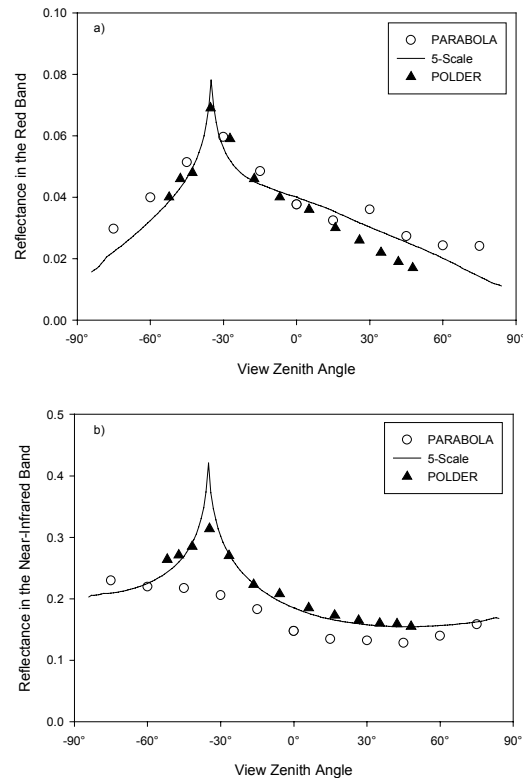 a)
PARABOLA
5-Scale
POLDER
0.10
0.08
0.06
0.04
0.02
0.00
Reflectance in the Red Band
-90° -60° -30° 0° 30° 60° 90°
View Zenith Angle
b)
PARABOLA
5-Scale
POLDER
0.5
0.4
0.3
0.2
0.1
0.0
Reflectance in the Near-Infrared Band
-90° -60° -30° 0° 30° 60° 90°
View Zenith Angle